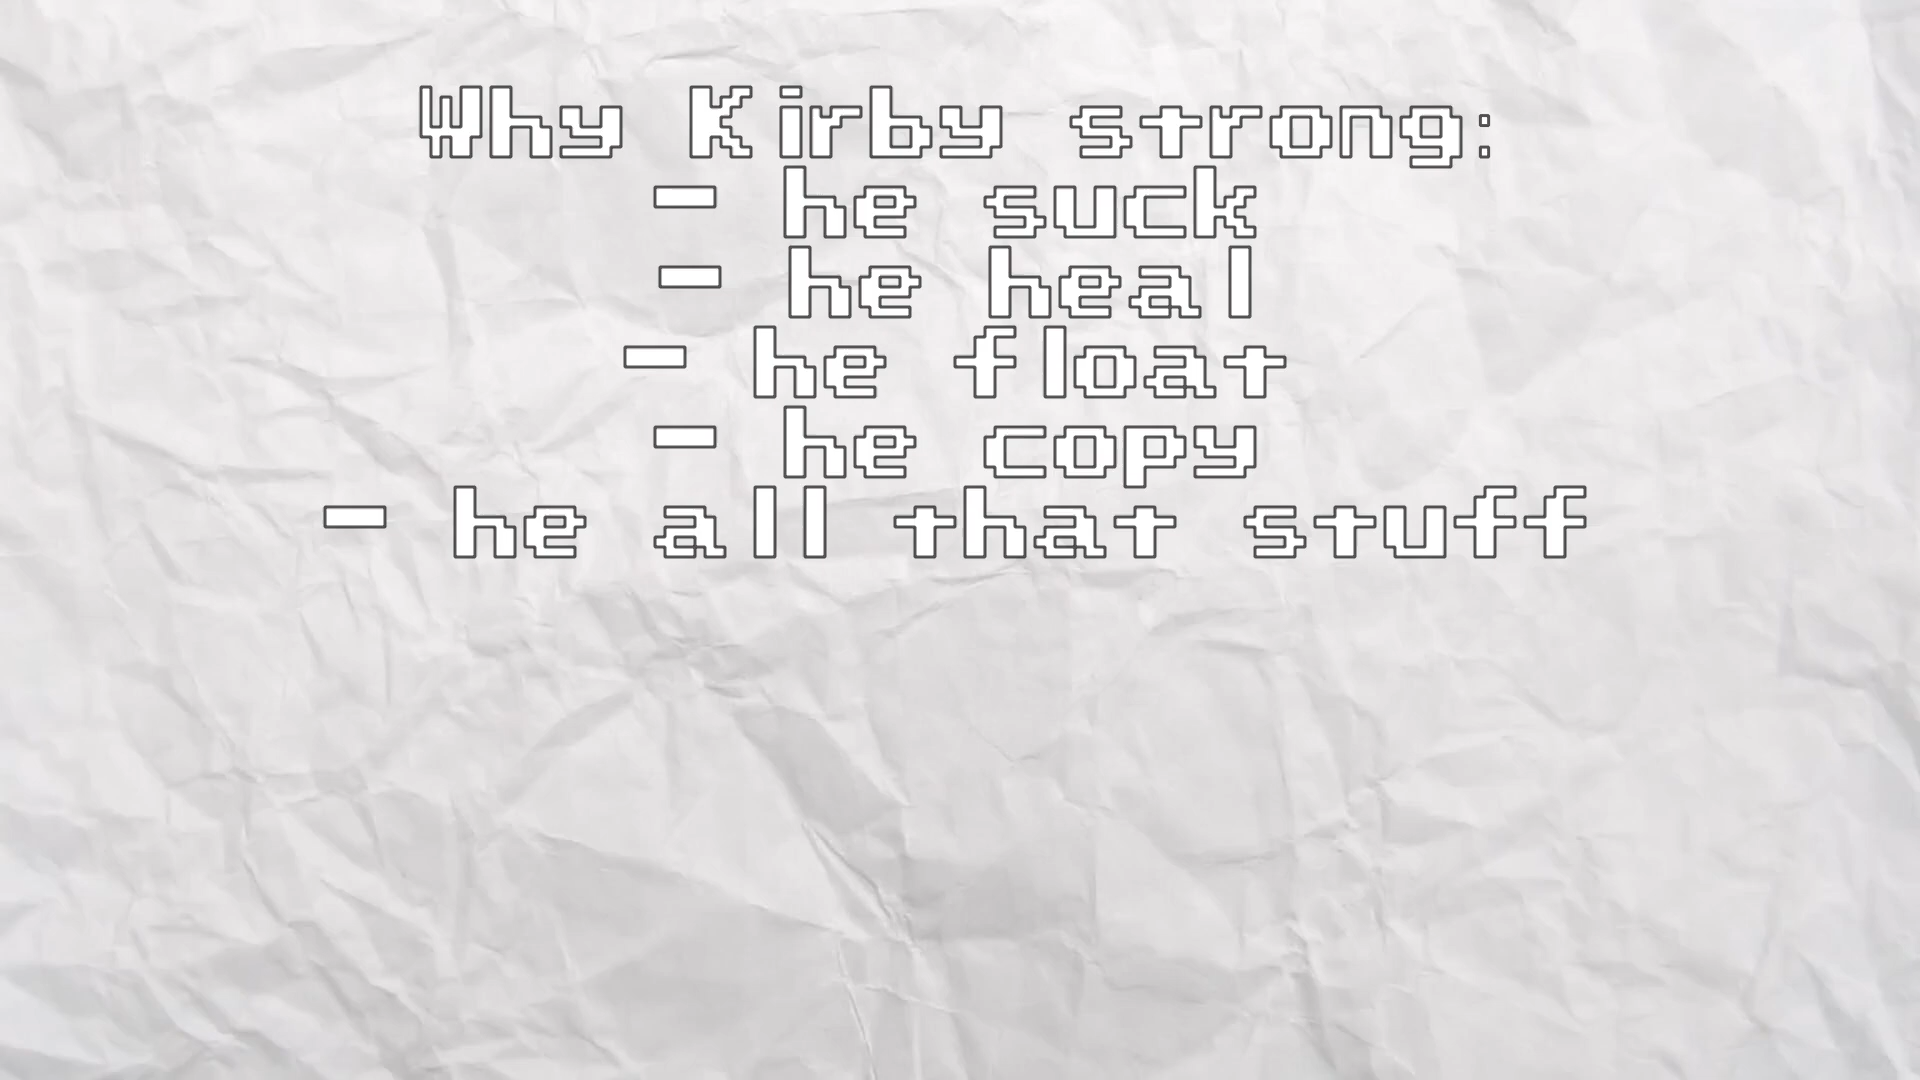 Why Kirby strong:
- he suck
- he heal
- he float
- he copy
- he all that stuff